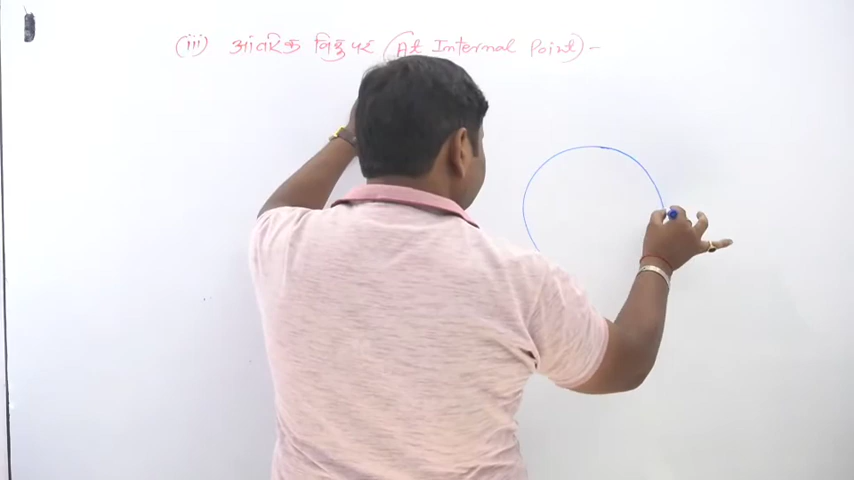 (iii) आंतरिक बिन्दु पर (At Internal Point) -